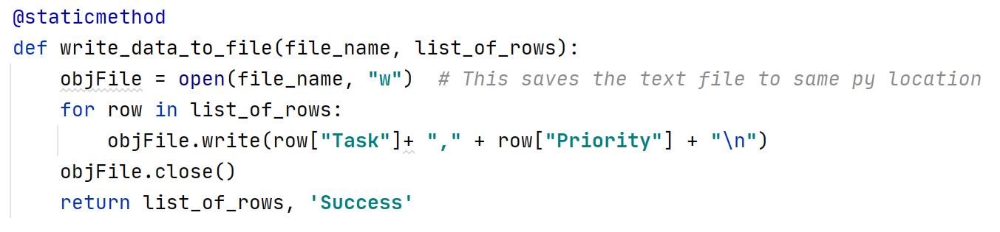 @staticmethod
def write_data_to_file(file_name, list_of_rows):
    objFile = open(file_name, "w")  # This saves the text file to same py location
    for row in list_of_rows:
        objFile.write(row["Task"]+ "," + row["Priority"] + "\n")
    objFile.close()
    return list_of_rows, 'Success'